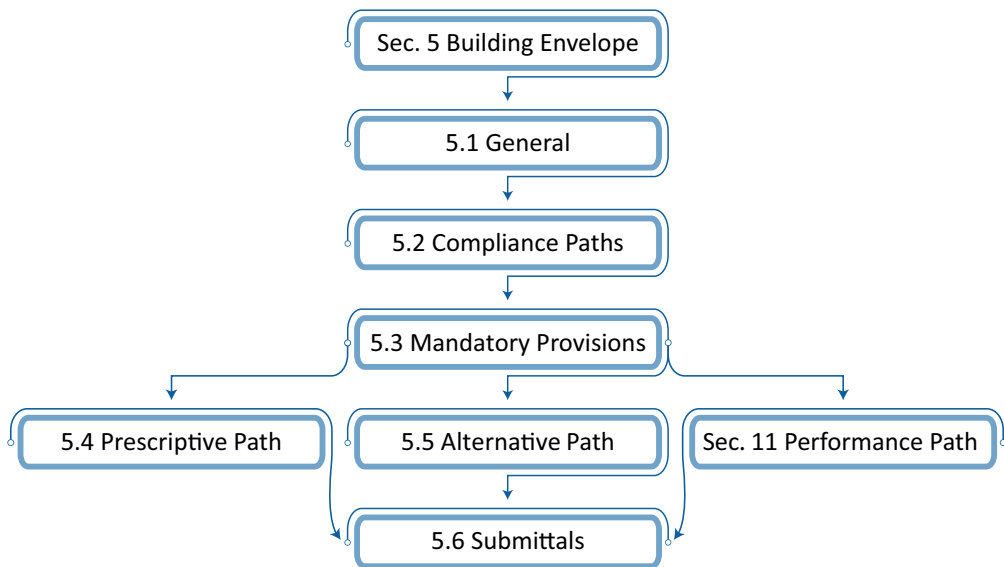 Sec. 5 Building Envelope
5.1 General
5.2 Compliance Paths
5.3 Mandatory Provisions
5.4 Prescriptive Path
5.5 Alternative Path
Sec. 11 Performance Path
5.6 Submittals